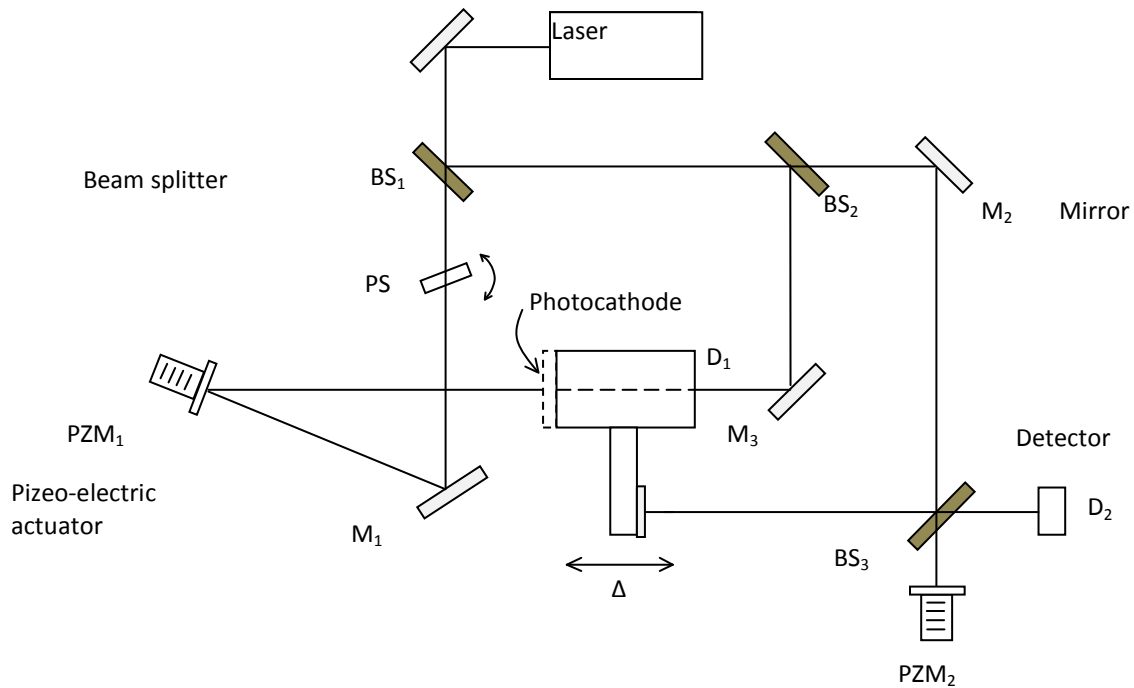 Laser
Beam splitter
BS₁
BS₂
M₂
Mirror
PS
Photocathode
D₁
PZM₁
M₃
Detector
Pizeo-electric
actuator
M₁
D₂
BS₃
Δ
PZM₂